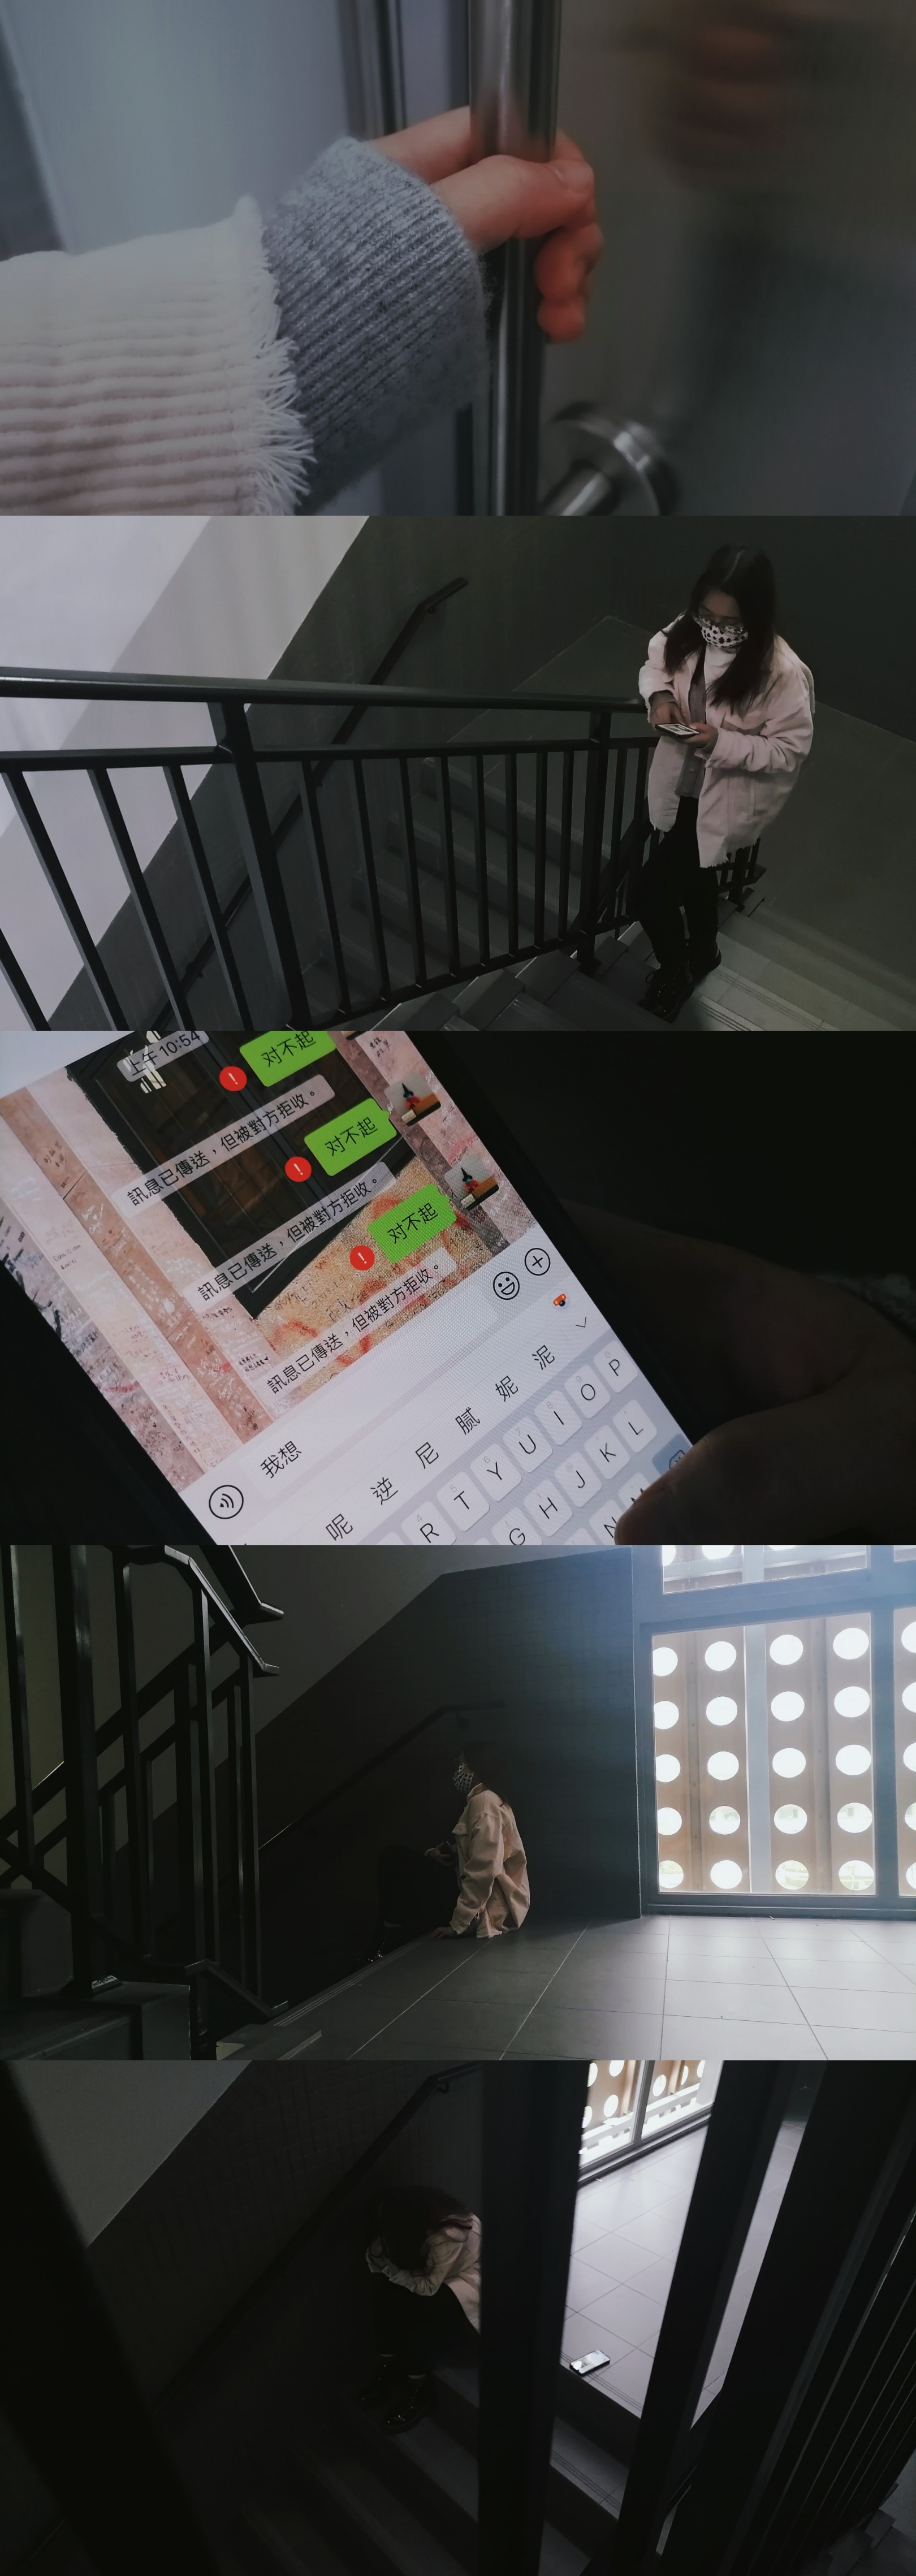 上午 10:54
对不起
訊息已傳送，但被對方拒收。
对不起
訊息已傳送，但被對方拒收。
对不起
訊息已傳送，但被對方拒收。
我想
呢 逆 尼 腻 妮 泥
R T Y U I O P
G H J K L
N M